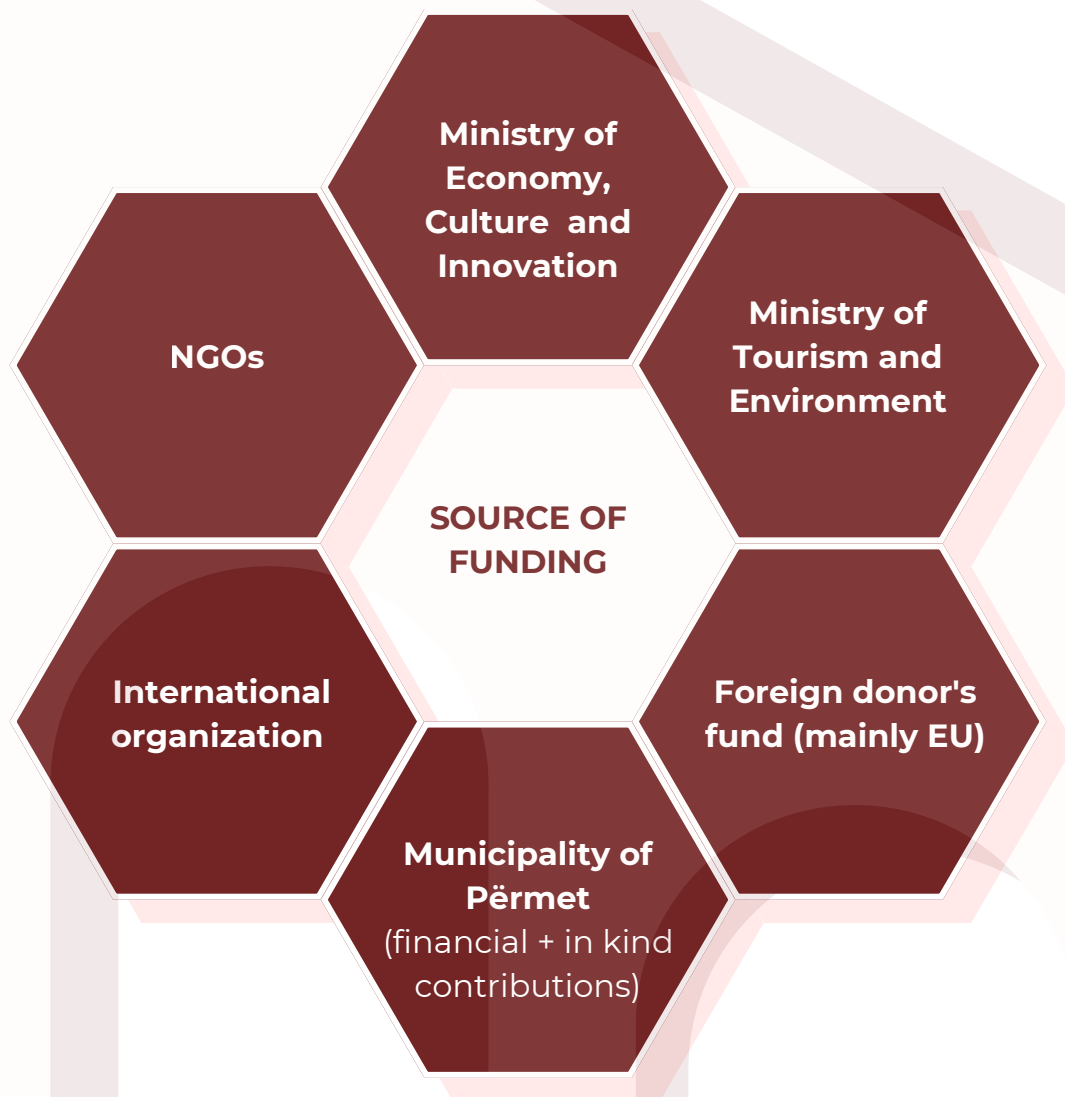 Ministry of
Economy,
Culture and
Innovation
Ministry of
Tourism and
Environment
NGOs
SOURCE OF
FUNDING
International
organization
Foreign donor's
fund (mainly EU)
Municipality of
Përmet
(financial + in kind
contributions)